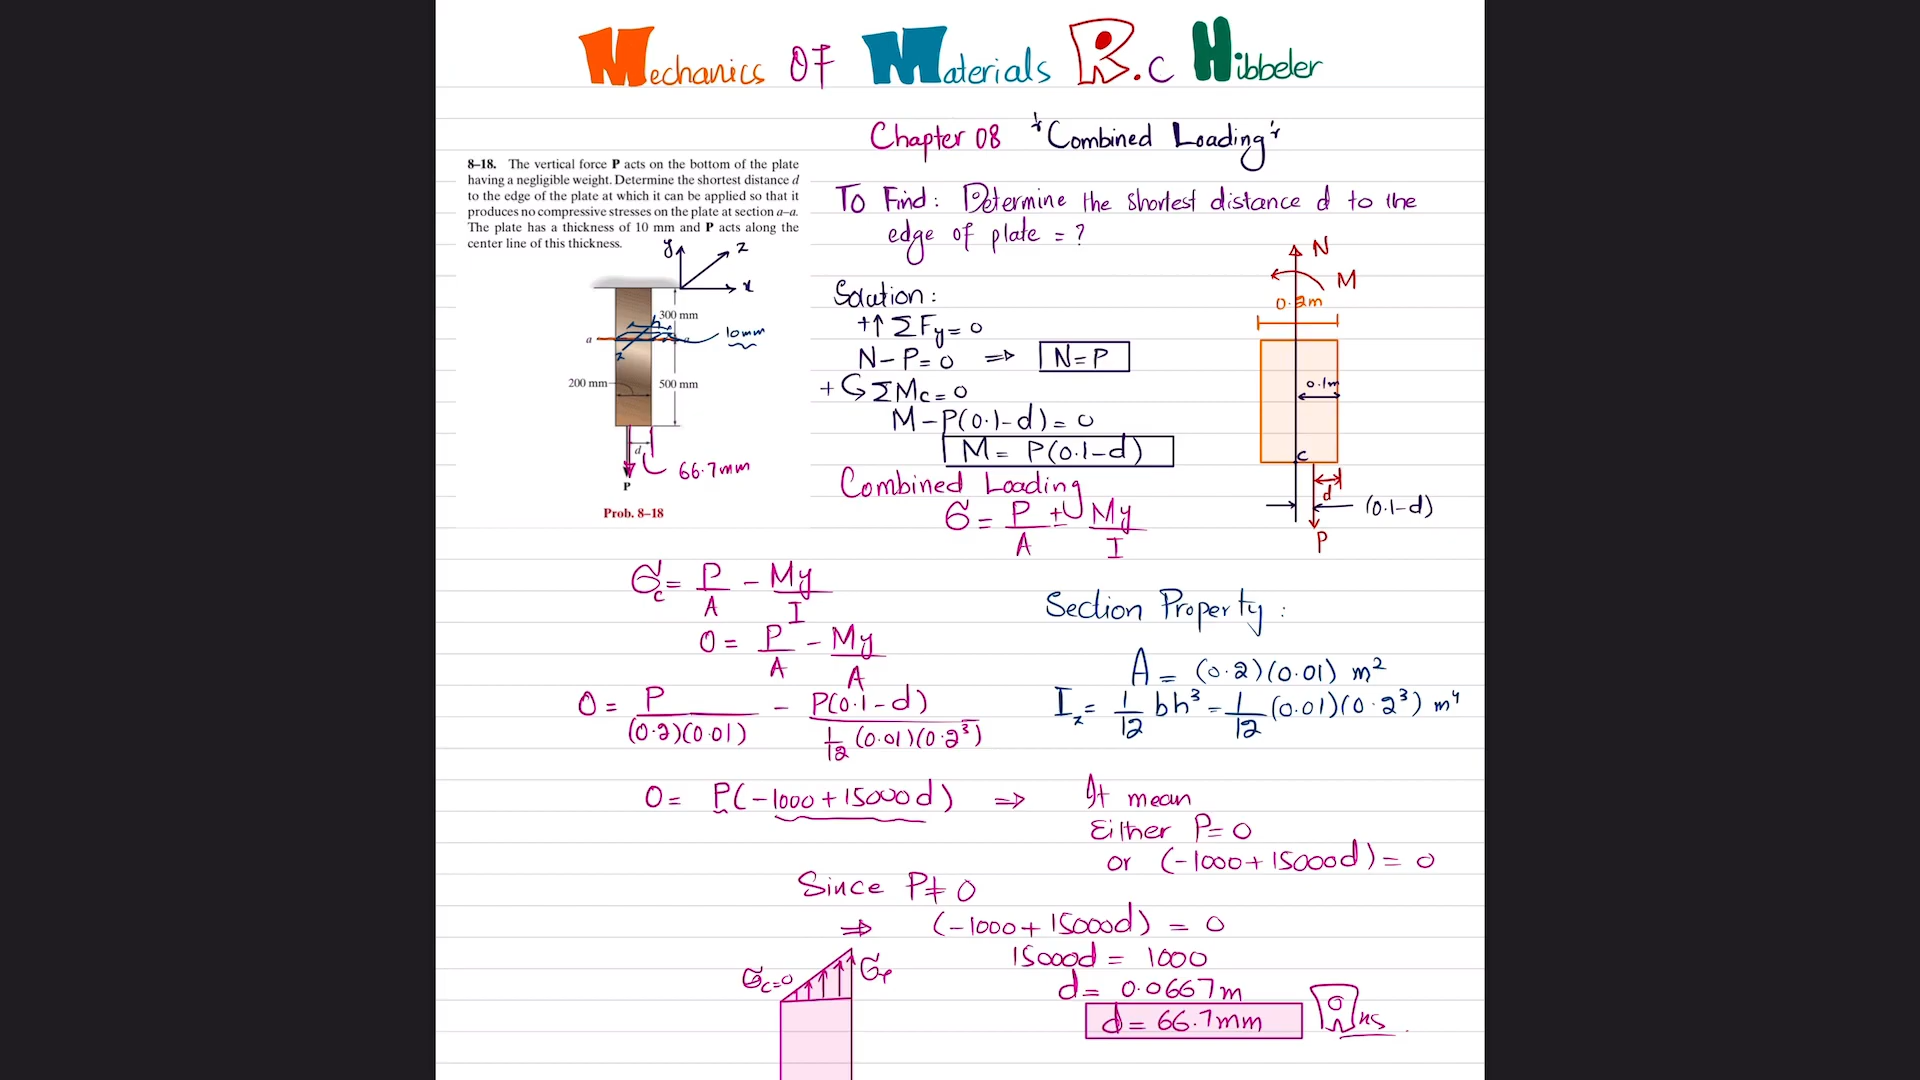 Mechanics Of Materials R.C Hibbeler
Chapter 08 "Combined Loading"
8–18. The vertical force P acts on the bottom of the plate
having a negligible weight. Determine the shortest distance d
to the edge of the plate at which it can be applied so that it
produces no compressive stresses on the plate at section a–a.
The plate has a thickness of 10 mm and P acts along the
center line of this thickness.
y
z
x
300 mm
10mm
a
a
200 mm
500 mm
d
66.7mm
P
Prob. 8–18
To Find: Determine the shortest distance d to the
edge of plate = ?
Solution:
+↑ ΣFy = 0
N - P = 0 ⇒ N = P
+ ↺ ΣMc = 0
M - P(0.1 - d) = 0
M = P(0.1 - d)
N
M
0.2m
0.1m
c
d
(0.1-d)
P
Combined Loading
σ = P/A ± My/I
σc = P/A - My/I
0 = P/A - My/A
0 = P/(0.2)(0.01) - P(0.1 - d)/1/12 (0.01)(0.2³)
Section Property:
A = (0.2)(0.01) m²
Iz = 1/12 bh³ = 1/12 (0.01)(0.2³) m⁴
0 = P(-1000 + 15000d) ⇒ It mean
Either P = 0
or (-1000 + 15000d) = 0
Since P ≠ 0
⇒ (-1000 + 15000d) = 0
15000d = 1000
d = 0.0667m
d = 66.7mm
Ans
σc=0